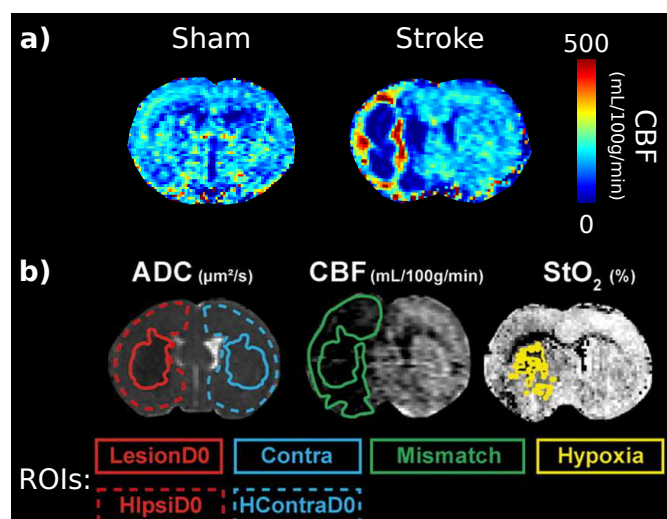 a) Sham Stroke
500
CBF
(mL/100g/min)
0
b) ADC (µm²/s) CBF (mL/100g/min) StO₂ (%)
LesionD0 Contra Mismatch Hypoxia
ROIs:
HIpsiD0 HContraD0